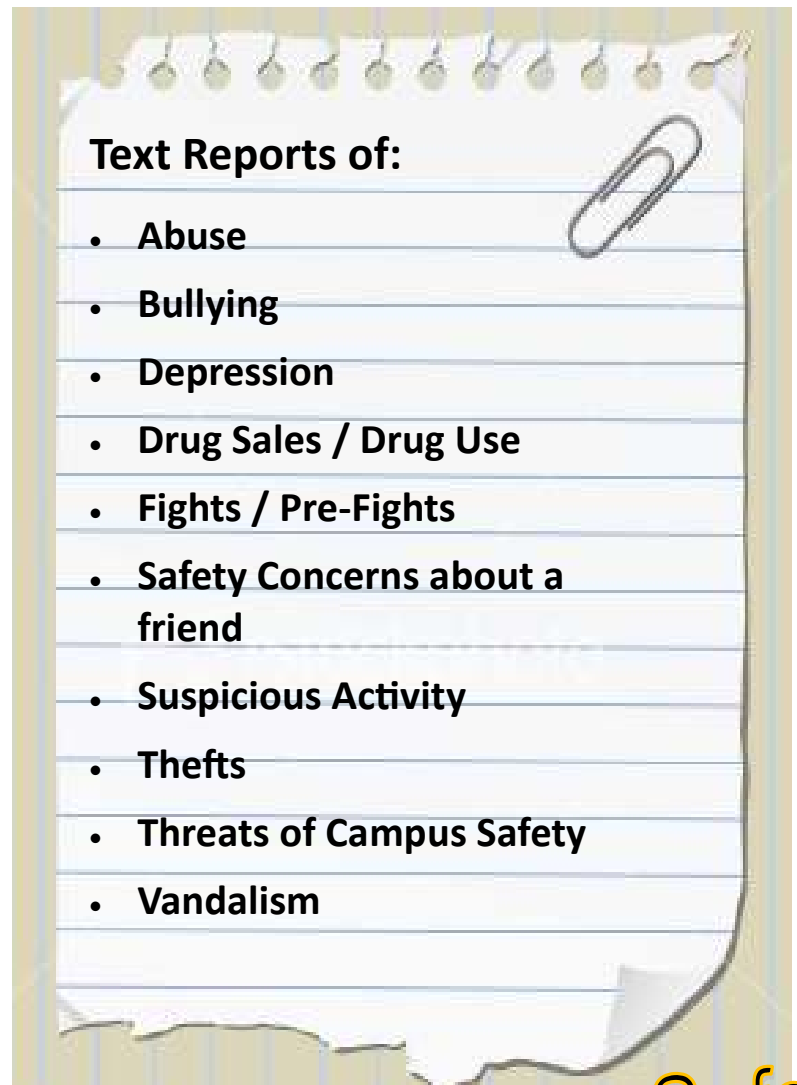 Text Reports of:
• Abuse
• Bullying
• Depression
• Drug Sales / Drug Use
• Fights / Pre-Fights
• Safety Concerns about a
friend
• Suspicious Activity
• Thefts
• Threats of Campus Safety
• Vandalism